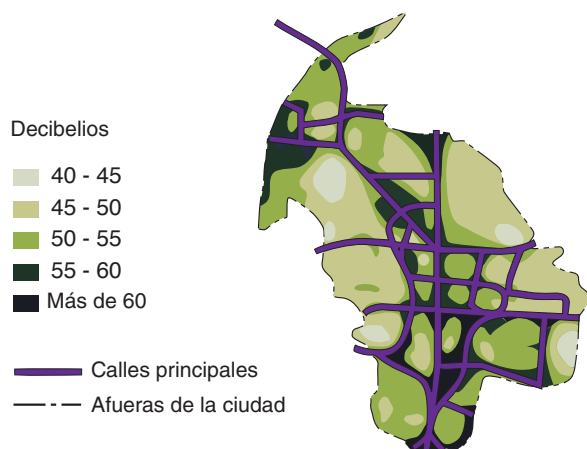 Decibelios
40 - 45
45 - 50
50 - 55
55 - 60
Más de 60
Calles principales
Afueras de la ciudad